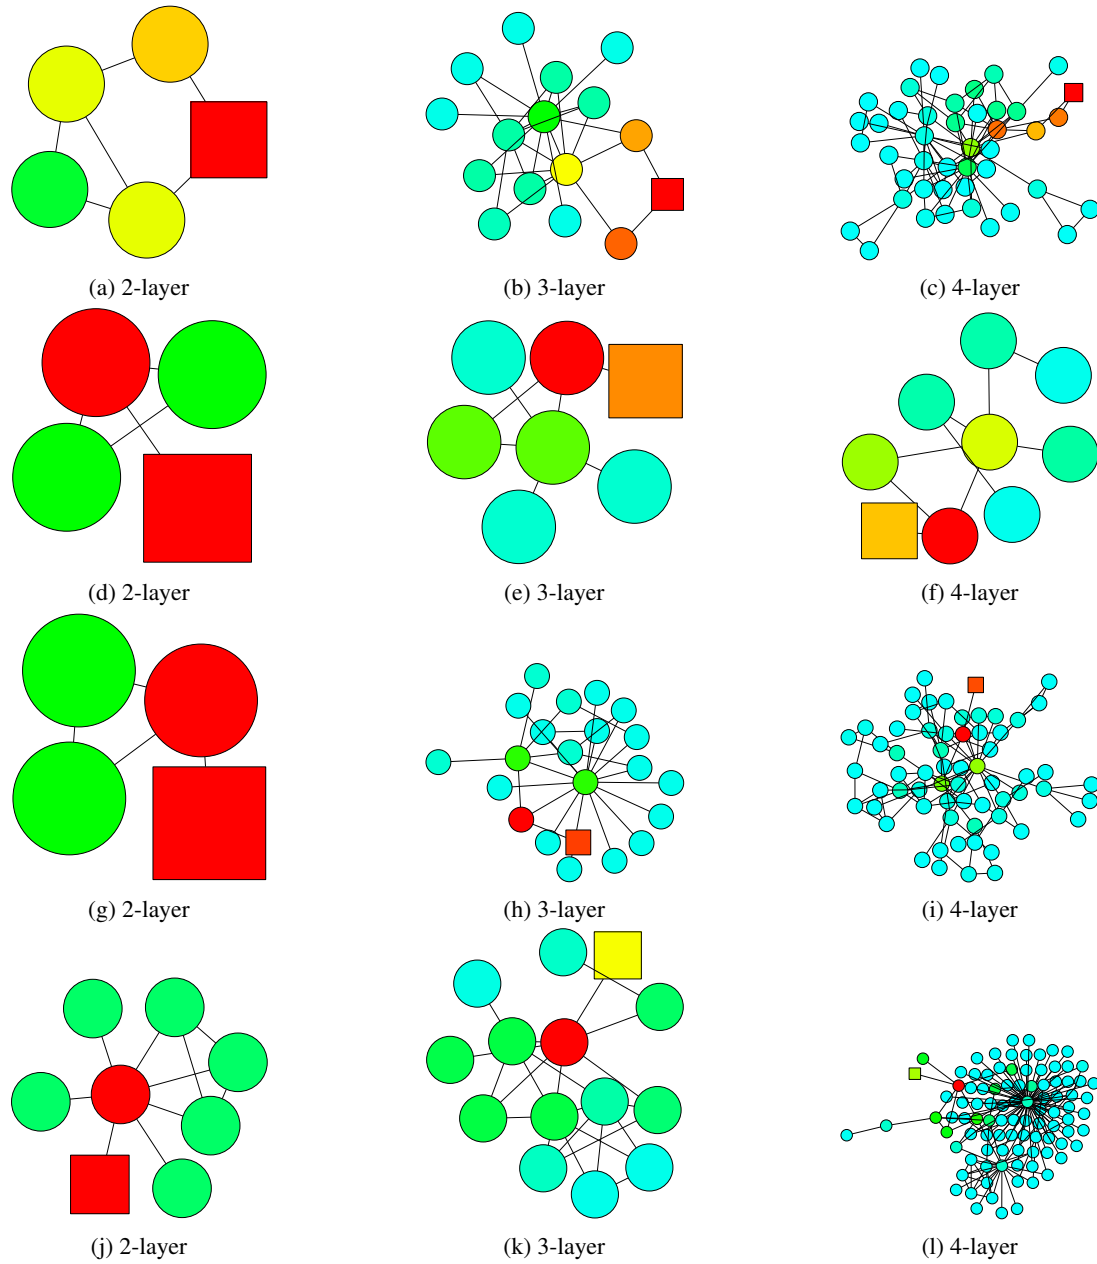 (a) 2-layer
(b) 3-layer
(c) 4-layer
(d) 2-layer
(e) 3-layer
(f) 4-layer
(g) 2-layer
(h) 3-layer
(i) 4-layer
(j) 2-layer
(k) 3-layer
(l) 4-layer